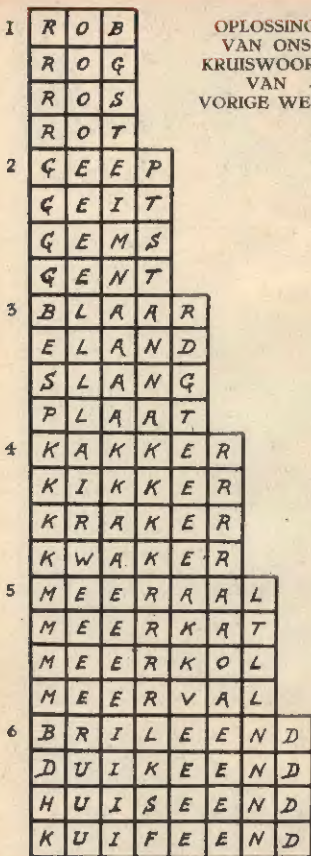 OPLOSSING
VAN ONS
KRUISWOOR
VAN
VORIGE WE
1 ROB
ROG
ROS
ROT
2 GEEP
GEIT
GEMS
GENT
3 BLAAR
ELAND
SLANG
PLAAT
4 KAKKER
KIKKER
KRAKER
KWAKER
5 MEERAAL
MEERKAT
MEERKOL
MEERVAL
6 BRILEEND
DUIKEEND
HUISEEND
KUIFEEND